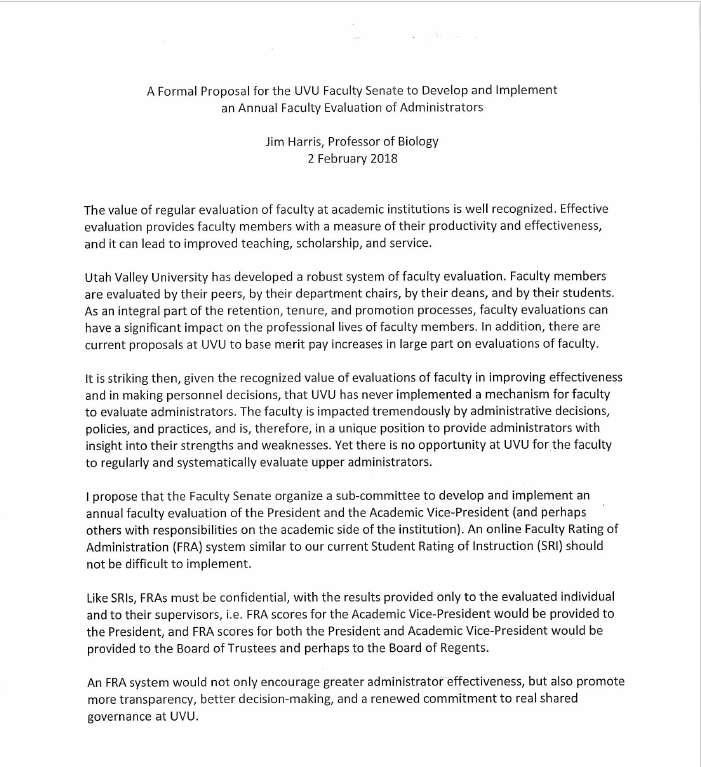 A Formal Proposal for the UVU Faculty Senate to Develop and Implement
an Annual Faculty Evaluation of Administrators
Jim Harris, Professor of Biology
2 February 2018
The value of regular evaluation of faculty at academic institutions is well recognized. Effective
evaluation provides faculty members with a measure of their productivity and effectiveness,
and it can lead to improved teaching, scholarship, and service.
Utah Valley University has developed a robust system of faculty evaluation. Faculty members
are evaluated by their peers, by their department chairs, by their deans, and by their students.
As an integral part of the retention, tenure, and promotion processes, faculty evaluations can
have a significant impact on the professional lives of faculty members. In addition, there are
current proposals at UVU to base merit pay increases in large part on evaluations of faculty.
It is striking then, given the recognized value of evaluations of faculty in improving effectiveness
and in making personnel decisions, that UVU has never implemented a mechanism for faculty
to evaluate administrators. The faculty is impacted tremendously by administrative decisions,
policies, and practices, and is, therefore, in a unique position to provide administrators with
insight into their strengths and weaknesses. Yet there is no opportunity at UVU for the faculty
to regularly and systematically evaluate upper administrators.
I propose that the Faculty Senate organize a sub-committee to develop and implement an
annual faculty evaluation of the President and the Academic Vice-President (and perhaps
others with responsibilities on the academic side of the institution). An online Faculty Rating of
Administration (FRA) system similar to our current Student Rating of Instruction (SRI) should
not be difficult to implement.
Like SRIs, FRAs must be confidential, with the results provided only to the evaluated individual
and to their supervisors, i.e. FRA scores for the Academic Vice-President would be provided to
the President, and FRA scores for both the President and Academic Vice-President would be
provided to the Board of Trustees and perhaps to the Board of Regents.
An FRA system would not only encourage greater administrator effectiveness, but also promote
more transparency, better decision-making, and a renewed commitment to real shared
governance at UVU.